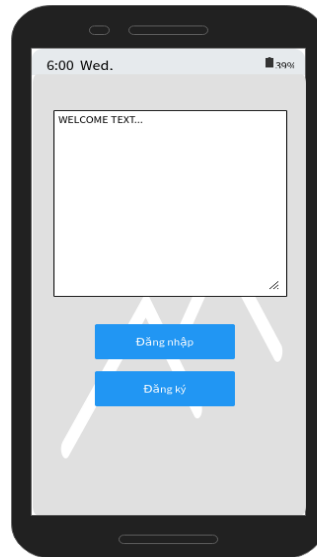 6:00 Wed. 39%
WELCOME TEXT...
Đăng nhập
Đăng ký